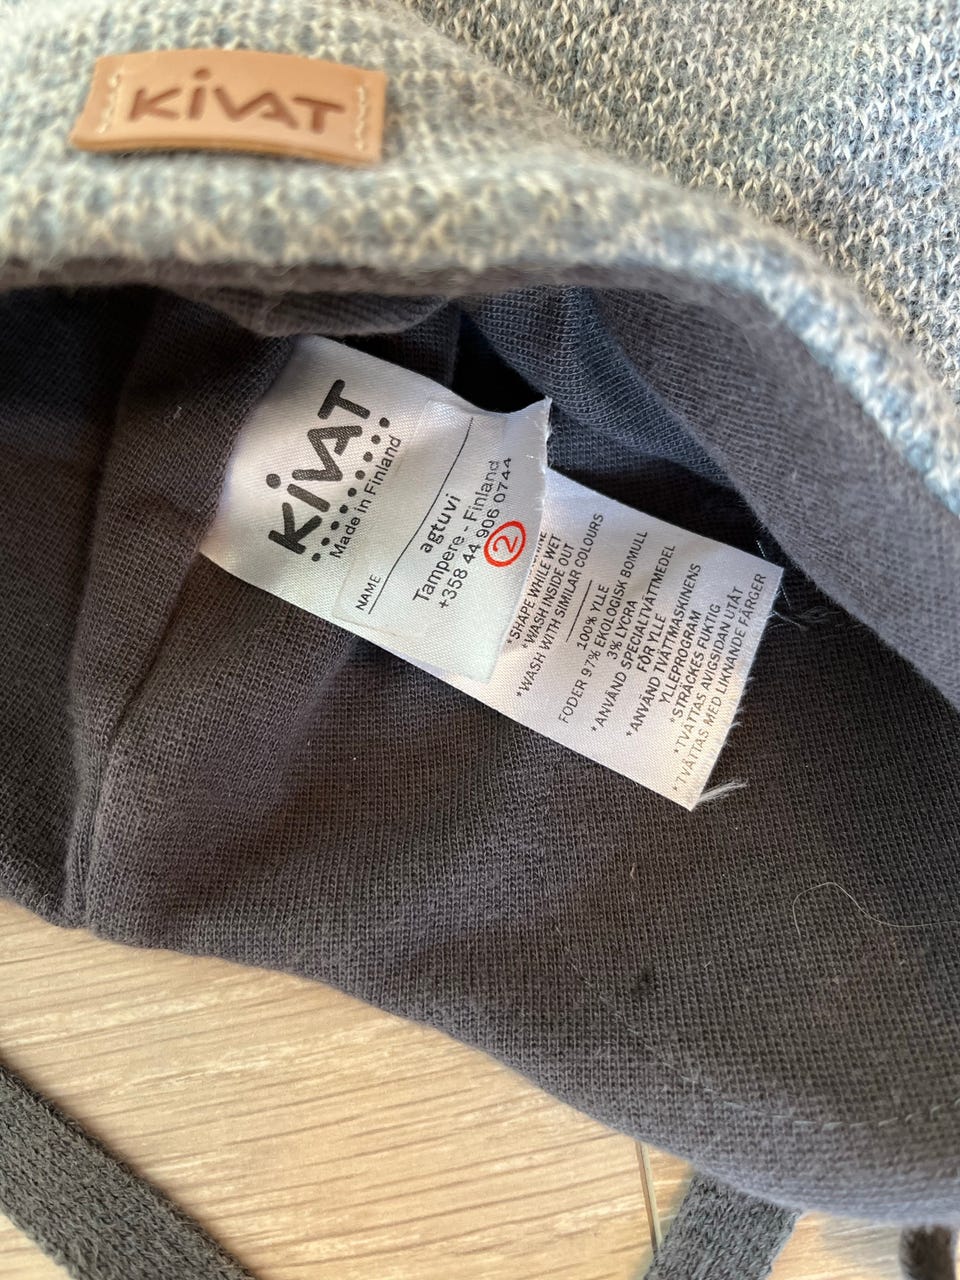 KiVAT
KiVAT
Made in Finland
NAME
agtuvi
Tampere - Finland
+358 44 906 0744
2
*SHAPE WHILE WET
*WASH INSIDE OUT
*WASH WITH SIMILAR COLOURS
100% YLLE
FODER 97% EKOLOGISK BOMULL
3% LYCRA
*ANVÄND SPECIALTVÄTTMEDEL
FÖR YLLE
*ANVÄND TVÄTTMASKINENS
YLLEPROGRAM
*STRÄCKES FUKTIG
*TVÄTTAS AVIGSIDAN UTÅT
*TVÄTTAS MED LIKNANDE FÄRGER